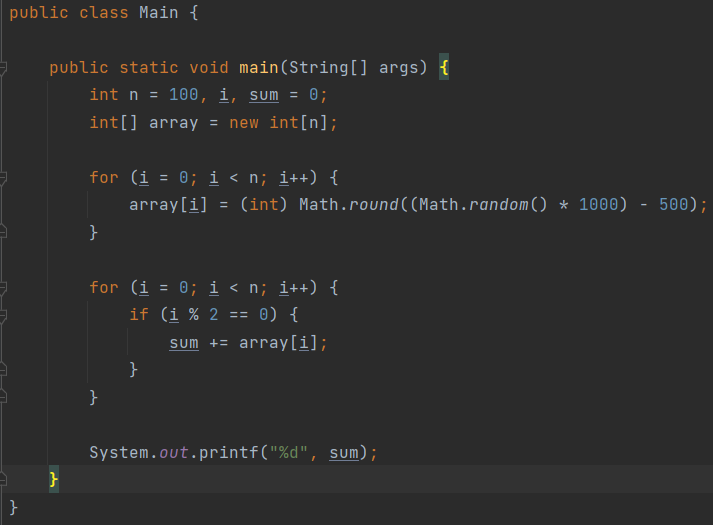 public class Main {
    public static void main(String[] args) {
        int n = 100, i, sum = 0;
        int[] array = new int[n];
        for (i = 0; i < n; i++) {
            array[i] = (int) Math.round((Math.random() * 1000) - 500);
        }
        for (i = 0; i < n; i++) {
            if (i % 2 == 0) {
                sum += array[i];
            }
        }
        System.out.printf("%d", sum);
    }
}